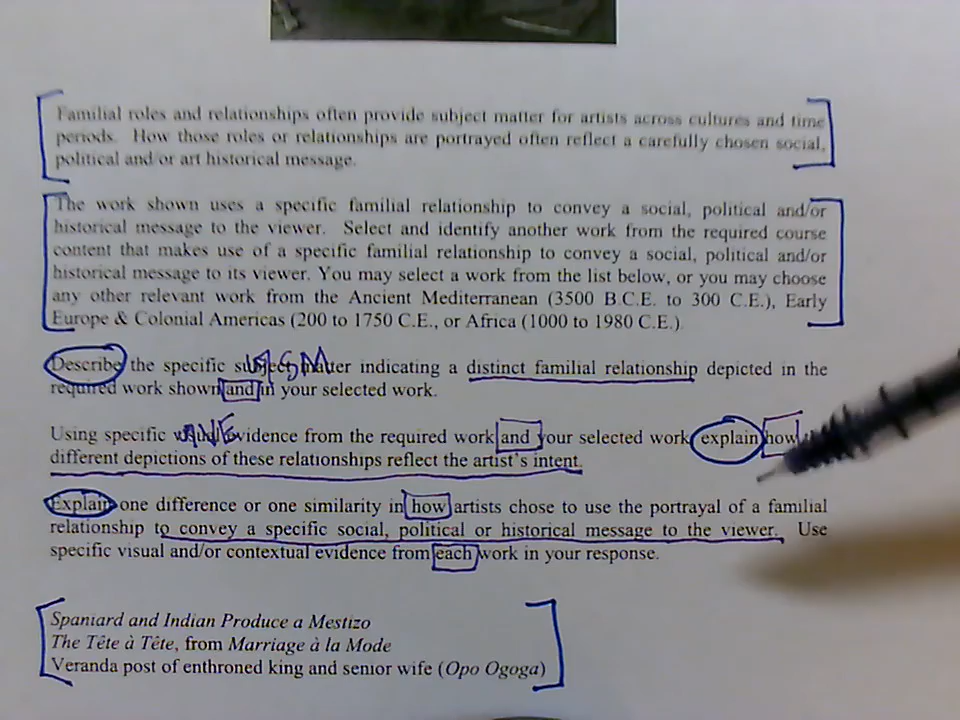 Familial roles and relationships often provide subject matter for artists across cultures and time
periods. How those roles or relationships are portrayed often reflect a carefully chosen social,
political and/or art historical message.
The work shown uses a specific familial relationship to convey a social, political and/or
historical message to the viewer. Select and identify another work from the required course
content that makes use of a specific familial relationship to convey a social, political and/or
historical message to its viewer. You may select a work from the list below, or you may choose
any other relevant work from the Ancient Mediterranean (3500 B.C.E. to 300 C.E.), Early
Europe & Colonial Americas (200 to 1750 C.E., or Africa (1000 to 1980 C.E.).
Describe the specific subject matter indicating a distinct familial relationship depicted in the
required work shown and in your selected work.
Using specific visual evidence from the required work and your selected work explain how
different depictions of these relationships reflect the artist's intent.
Explain one difference or one similarity in how artists chose to use the portrayal of a familial
relationship to convey a specific social, political or historical message to the viewer. Use
specific visual and/or contextual evidence from each work in your response.
Spaniard and Indian Produce a Mestizo
The Tête à Tête, from Marriage à la Mode
Veranda post of enthroned king and senior wife (Opo Ogoga)